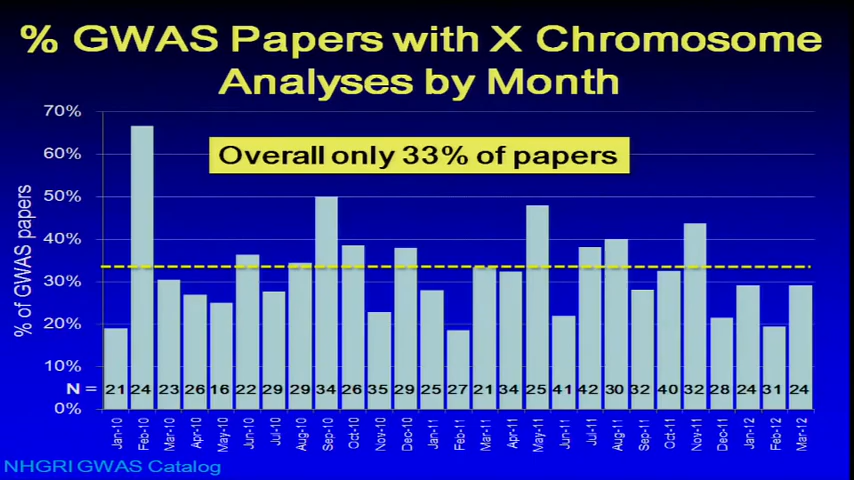 % GWAS Papers with X Chromosome
Analyses by Month
Overall only 33% of papers
% of GWAS papers
70%
60%
50%
40%
30%
20%
10%
0%
N = 21 24 23 26 16 22 29 29 34 26 35 29 25 27 21 34 25 41 42 30 32 40 32 28 24 31 24
Jan-10 Feb-10 Mar-10 Apr-10 May-10 Jun-10 Jul-10 Aug-10 Sep-10 Oct-10 Nov-10 Dec-10 Jan-11 Feb-11 Mar-11 Apr-11 May-11 Jun-11 Jul-11 Aug-11 Sep-11 Oct-11 Nov-11 Dec-11 Jan-12 Feb-12 Mar-12
NHGRI GWAS Catalog